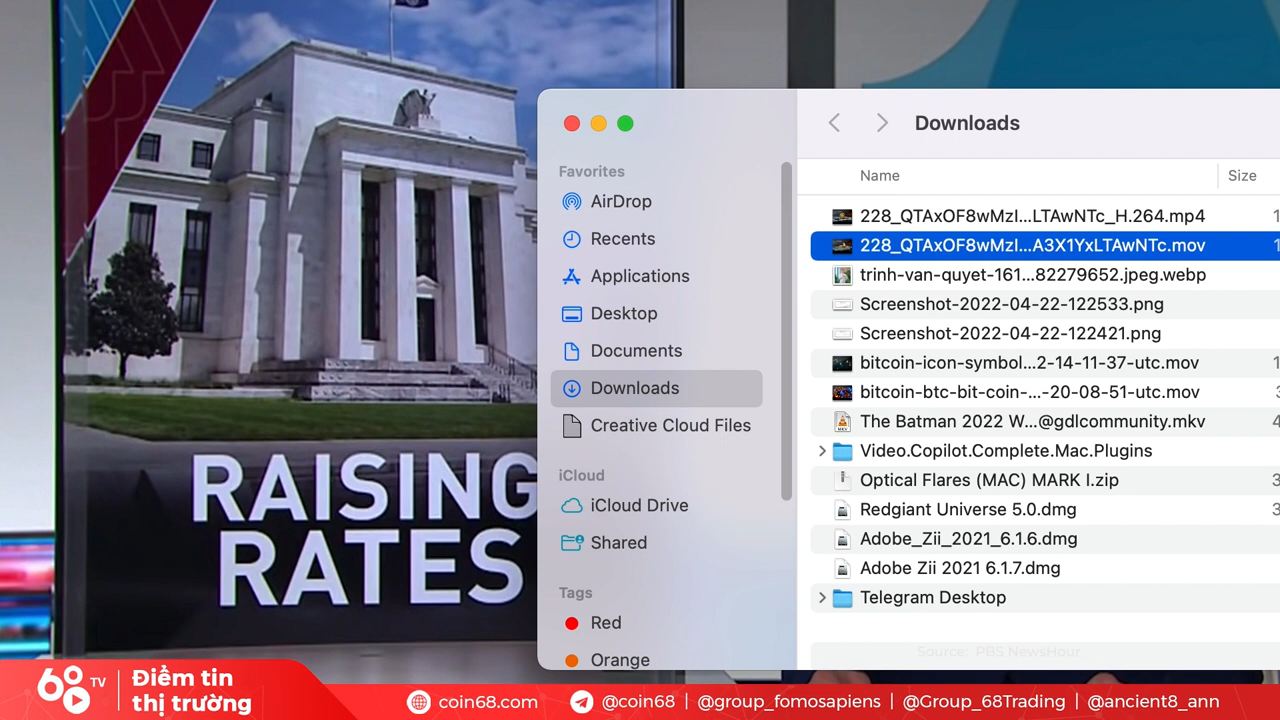 RAISING
RATES
Downloads
Favorites
AirDrop
Recents
Applications
Desktop
Documents
Downloads
Creative Cloud Files
iCloud
iCloud Drive
Shared
Tags
Red
Orange
Name
Size
228_QTAxOF8wMzI...LTAwNTc_H.264.mp4
228_QTAxOF8wMzI...A3X1YxLTAwNTc.mov
trinh-van-quyet-161...82279652.jpeg.webp
Screenshot-2022-04-22-122533.png
Screenshot-2022-04-22-122421.png
bitcoin-icon-symbol...2-14-11-37-utc.mov
bitcoin-btc-bit-coin-...-20-08-51-utc.mov
The Batman 2022 W...@gdlcommunity.mkv
Video.Copilot.Complete.Mac.Plugins
Optical Flares (MAC) MARK I.zip
Redgiant Universe 5.0.dmg
Adobe_Zii_2021_6.1.6.dmg
Adobe Zii 2021 6.1.7.dmg
Telegram Desktop
Source: PBS NewsHour
68 TV
Điểm tin
thị trường
coin68.com
@coin68 | @group_fomosapiens | @Group_68Trading | @ancient8_ann